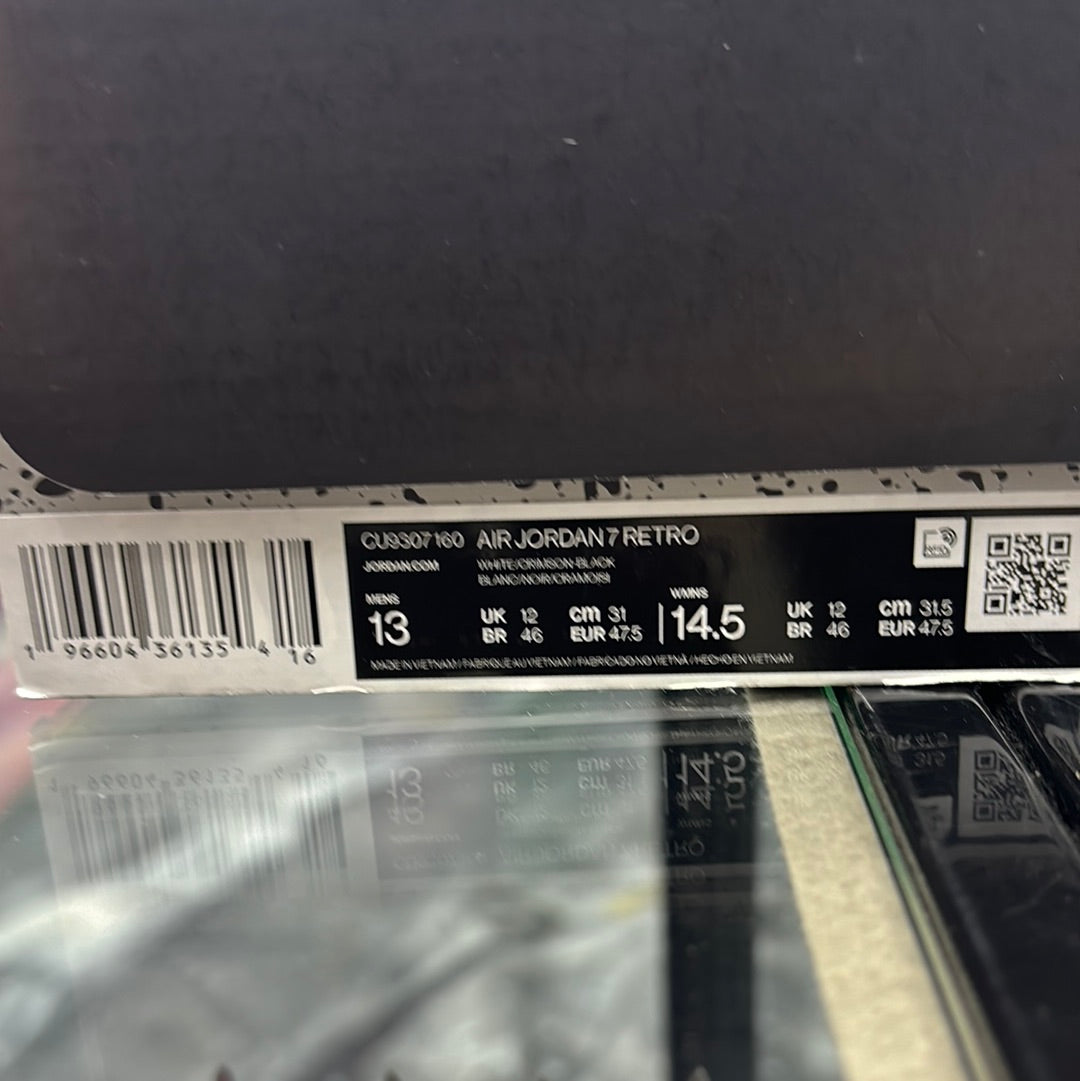 CU9307 160 AIR JORDAN 7 RETRO
JORDAN.COM WHITE/CRIMSON-BLACK
BLANC/NOIR/CRAMOISI
MENS WMNS
13 UK 12 cm 31 14.5 UK 12 cm 31.5
BR 46 EUR 47.5 BR 46 EUR 47.5
MADE IN VIETNAM / FABRIQUE AU VIETNAM / FABRICADO NO VIETNÃ / HECHO EN VIETNAM
1 96604 36135 4 16